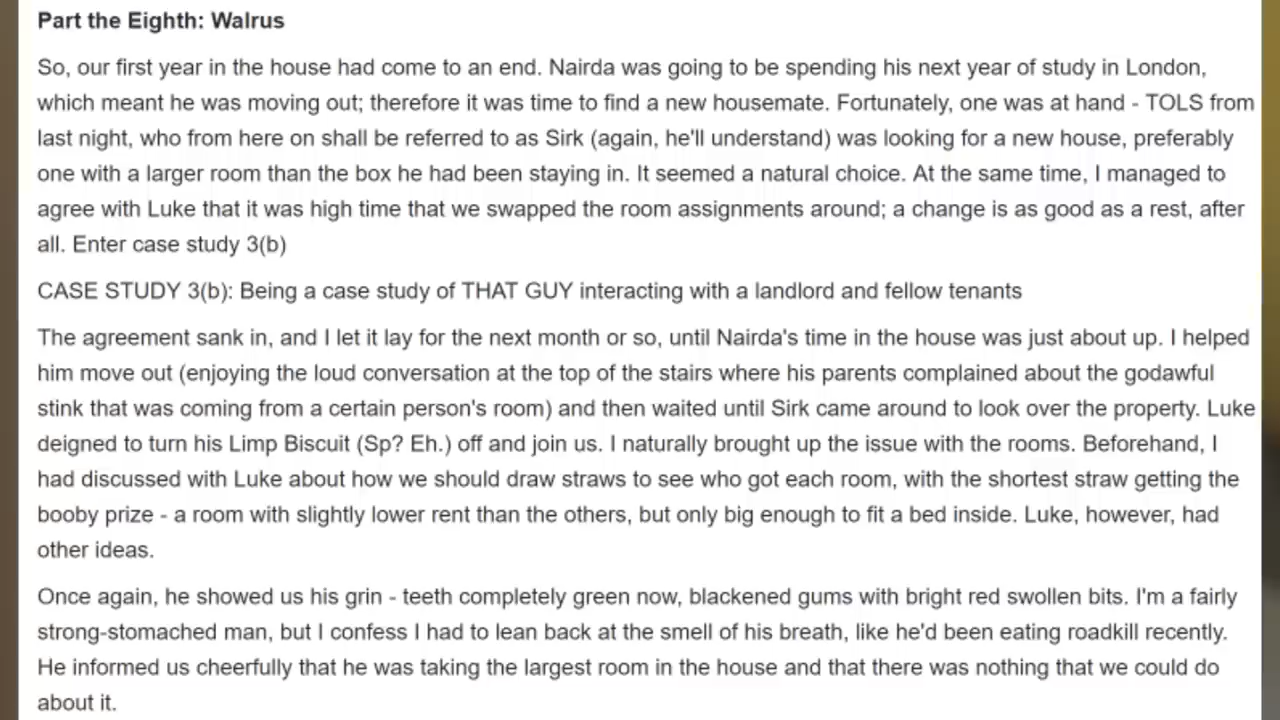 Part the Eighth: Walrus
So, our first year in the house had come to an end. Nairda was going to be spending his next year of study in London,
which meant he was moving out; therefore it was time to find a new housemate. Fortunately, one was at hand - TOLS from
last night, who from here on shall be referred to as Sirk (again, he'll understand) was looking for a new house, preferably
one with a larger room than the box he had been staying in. It seemed a natural choice. At the same time, I managed to
agree with Luke that it was high time that we swapped the room assignments around; a change is as good as a rest, after
all. Enter case study 3(b)
CASE STUDY 3(b): Being a case study of THAT GUY interacting with a landlord and fellow tenants
The agreement sank in, and I let it lay for the next month or so, until Nairda's time in the house was just about up. I helped
him move out (enjoying the loud conversation at the top of the stairs where his parents complained about the godawful
stink that was coming from a certain person's room) and then waited until Sirk came around to look over the property. Luke
deigned to turn his Limp Biscuit (Sp? Eh.) off and join us. I naturally brought up the issue with the rooms. Beforehand, I
had discussed with Luke about how we should draw straws to see who got each room, with the shortest straw getting the
booby prize - a room with slightly lower rent than the others, but only big enough to fit a bed inside. Luke, however, had
other ideas.
Once again, he showed us his grin - teeth completely green now, blackened gums with bright red swollen bits. I'm a fairly
strong-stomached man, but I confess I had to lean back at the smell of his breath, like he'd been eating roadkill recently.
He informed us cheerfully that he was taking the largest room in the house and that there was nothing that we could do
about it.